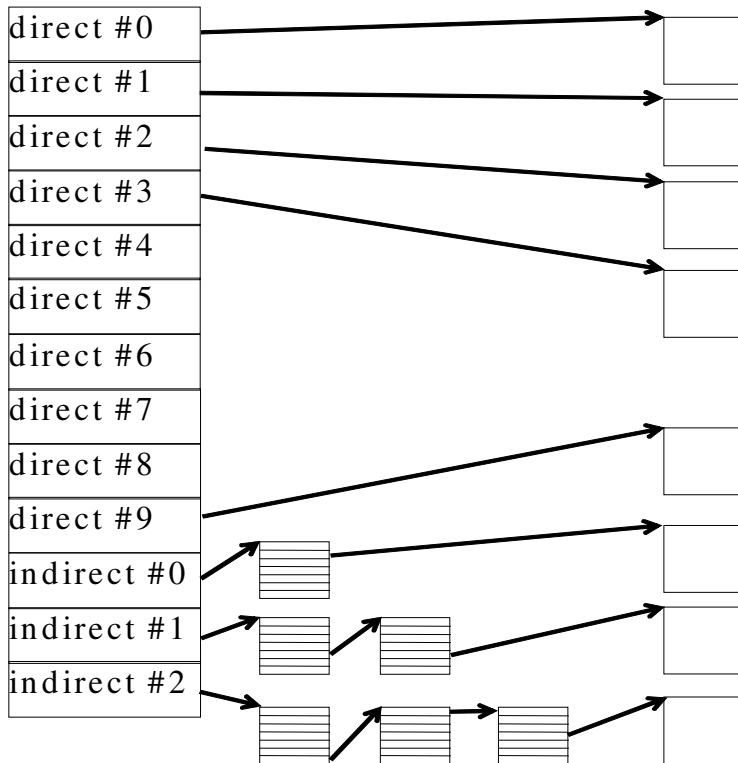 direct #0
direct #1
direct #2
direct #3
direct #4
direct #5
direct #6
direct #7
direct #8
direct #9
indirect #0
indirect #1
indirect #2